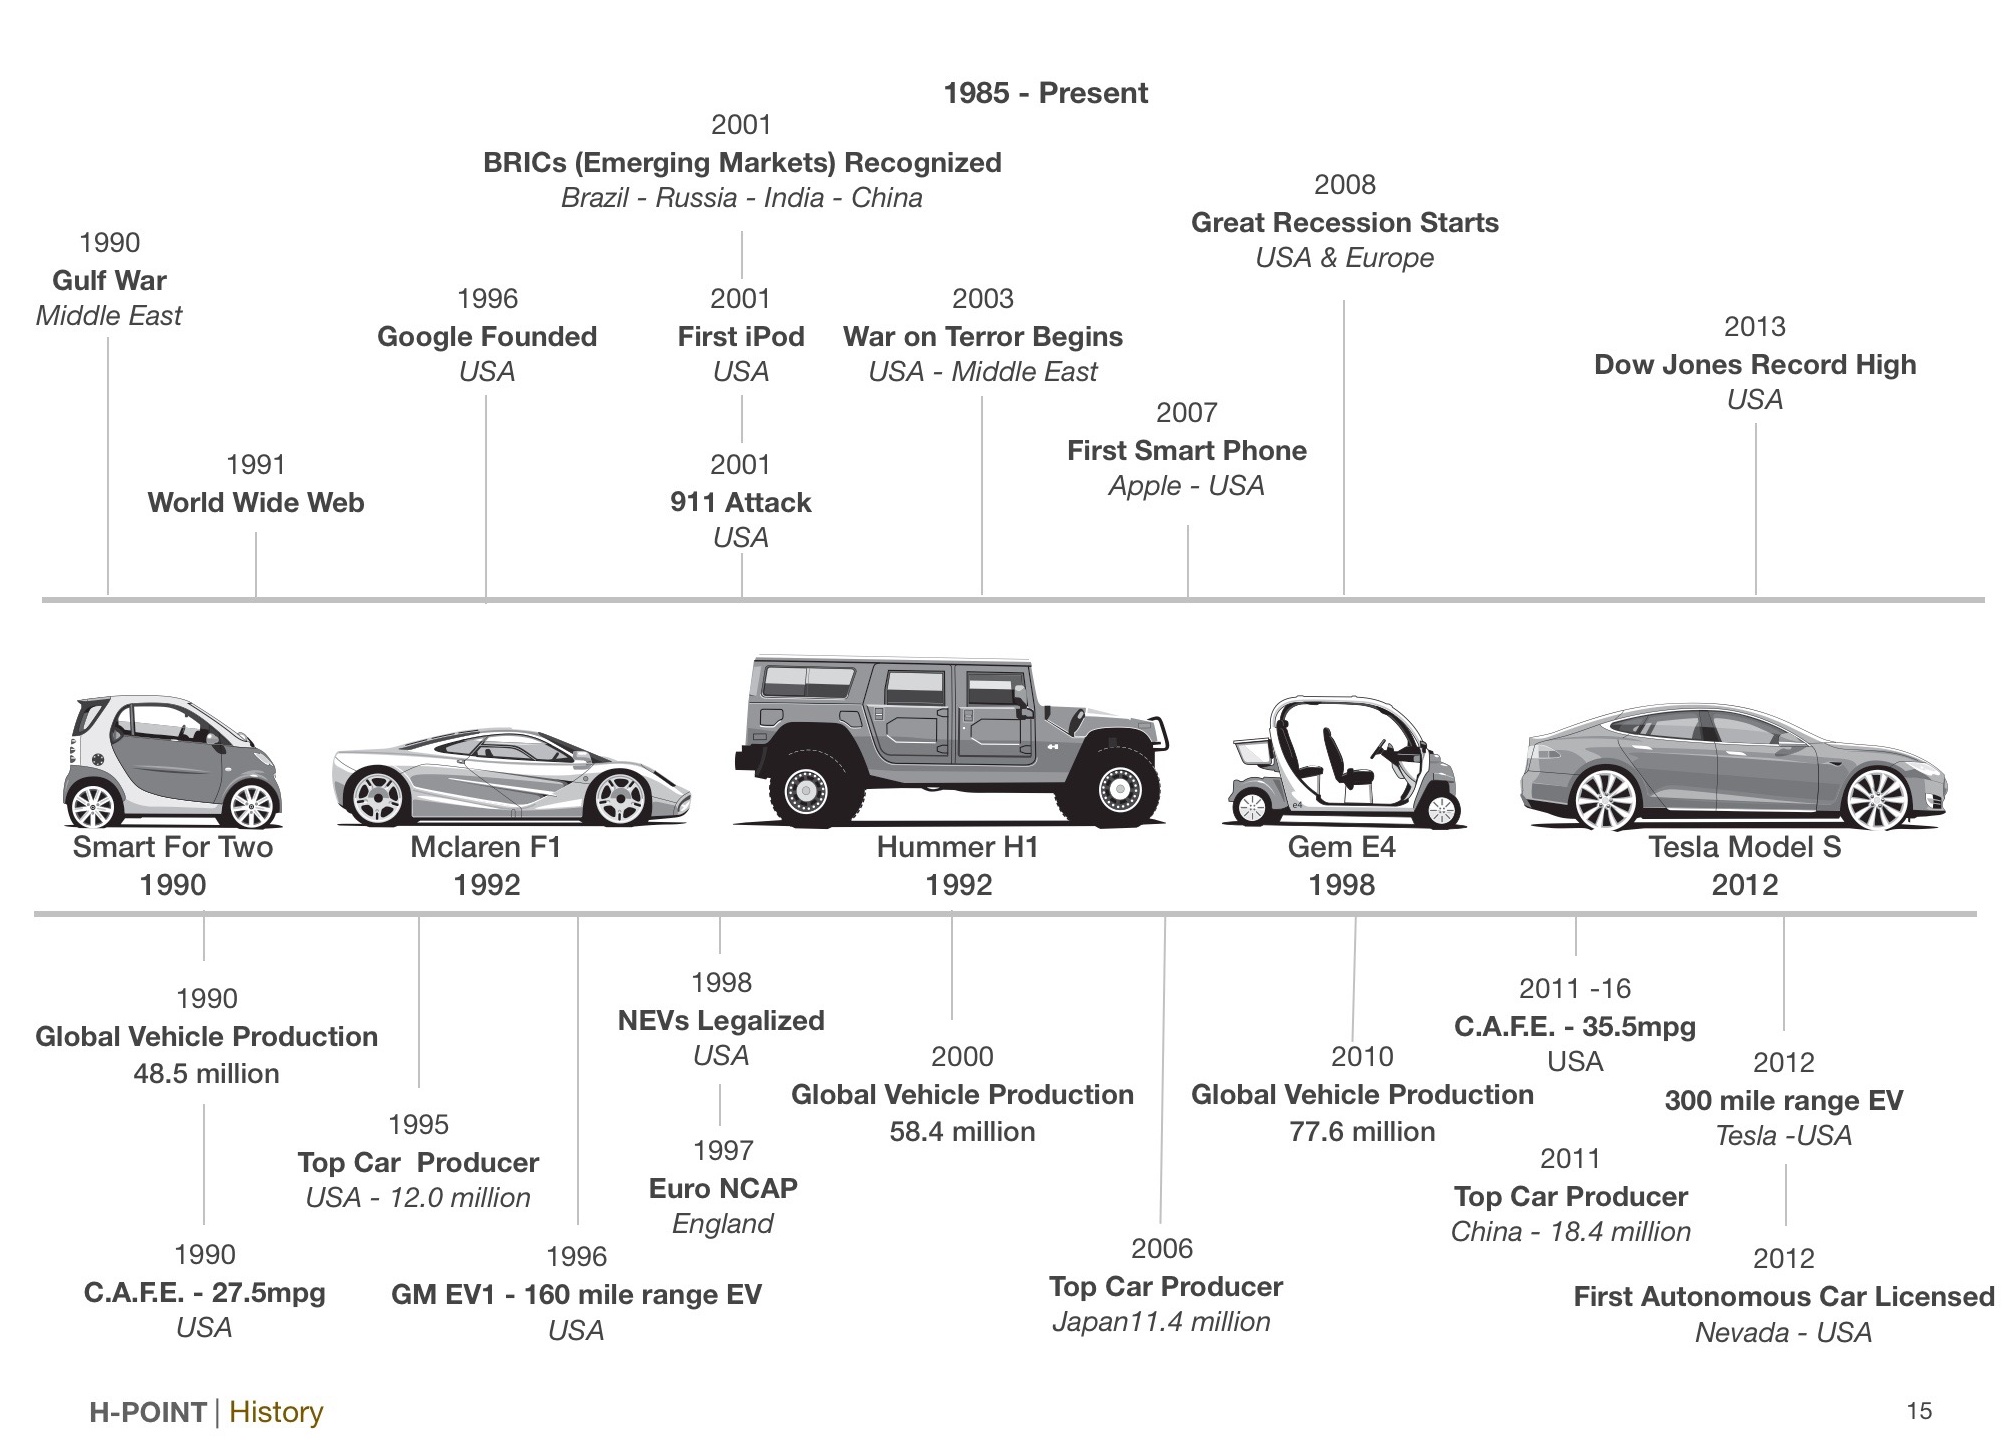 1985 - Present
2001
BRICs (Emerging Markets) Recognized
Brazil - Russia - India - China
2008
Great Recession Starts
USA & Europe
1990
Gulf War
Middle East
1996
Google Founded
USA
2001
First iPod
USA
2003
War on Terror Begins
USA - Middle East
2013
Dow Jones Record High
USA
2007
First Smart Phone
Apple - USA
1991
World Wide Web
2001
911 Attack
USA
e4
Smart For Two
1990
Mclaren F1
1992
Hummer H1
1992
Gem E4
1998
Tesla Model S
2012
1990
Global Vehicle Production
48.5 million
1998
NEVs Legalized
USA
2000
Global Vehicle Production
58.4 million
2010
Global Vehicle Production
77.6 million
2011 -16
C.A.F.E. - 35.5mpg
USA
2012
300 mile range EV
Tesla -USA
1995
Top Car  Producer
USA - 12.0 million
1997
Euro NCAP
England
2011
Top Car Producer
China - 18.4 million
1990
C.A.F.E. - 27.5mpg
USA
1996
GM EV1 - 160 mile range EV
USA
2006
Top Car Producer
Japan11.4 million
2012
First Autonomous Car Licensed
Nevada - USA
H-POINT | History
15